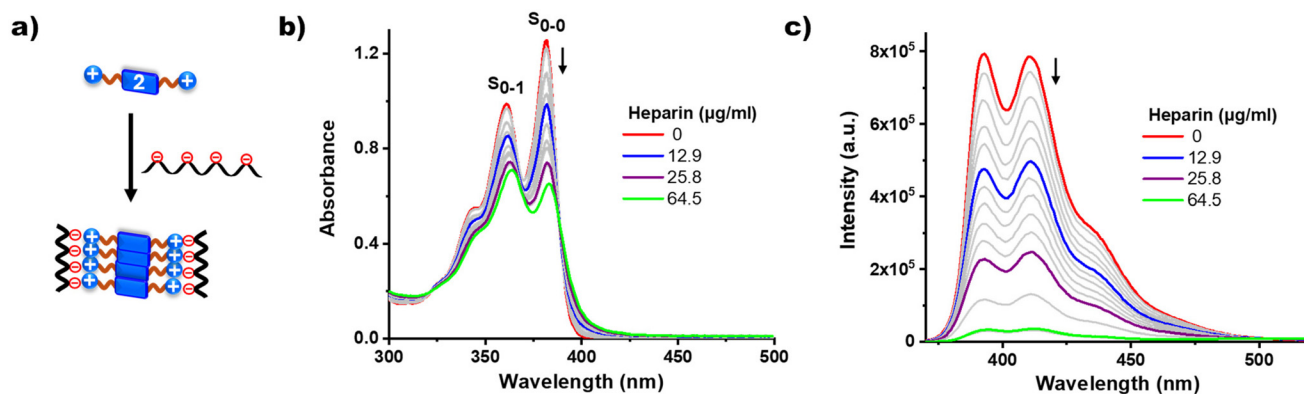 a)
+ 2 +
− − − −
− + + −
− + + −
− + + −
− + + −
b)
S0-0
S0-1
Absorbance
1.2
0.8
0.4
0.0
Heparin (μg/ml)
0
12.9
25.8
64.5
300 350 400 450 500
Wavelength (nm)
c)
Intensity (a.u.)
8x10⁵
6x10⁵
4x10⁵
2x10⁵
0
Heparin (μg/ml)
0
12.9
25.8
64.5
400 450 500
Wavelength (nm)